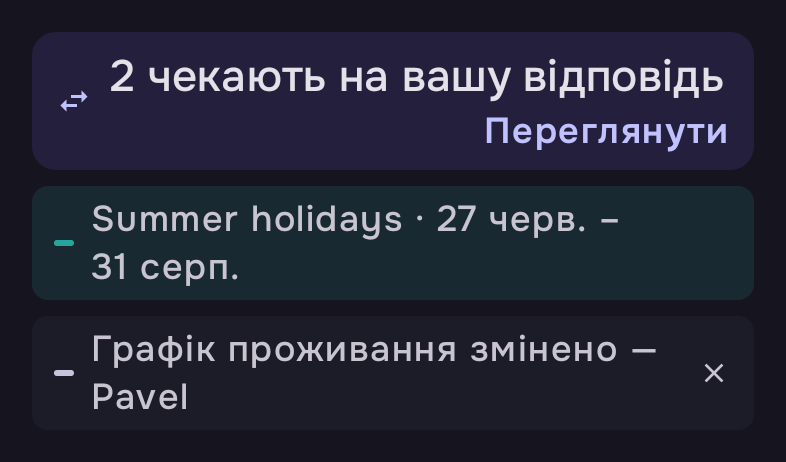 2 чекають на вашу відповідь
Переглянути
Summer holidays · 27 черв. –
31 серп.
Графік проживання змінено —
Pavel